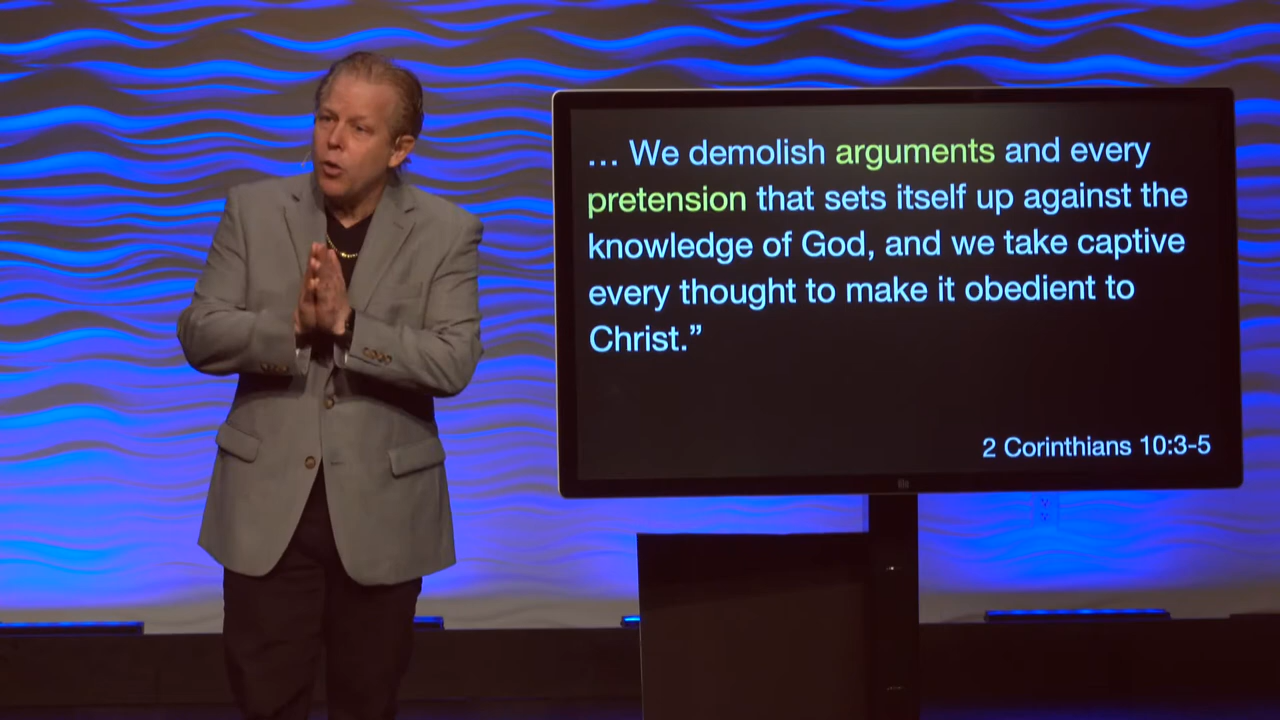 ... We demolish arguments and every
pretension that sets itself up against the
knowledge of God, and we take captive
every thought to make it obedient to
Christ.”
2 Corinthians 10:3-5
elo